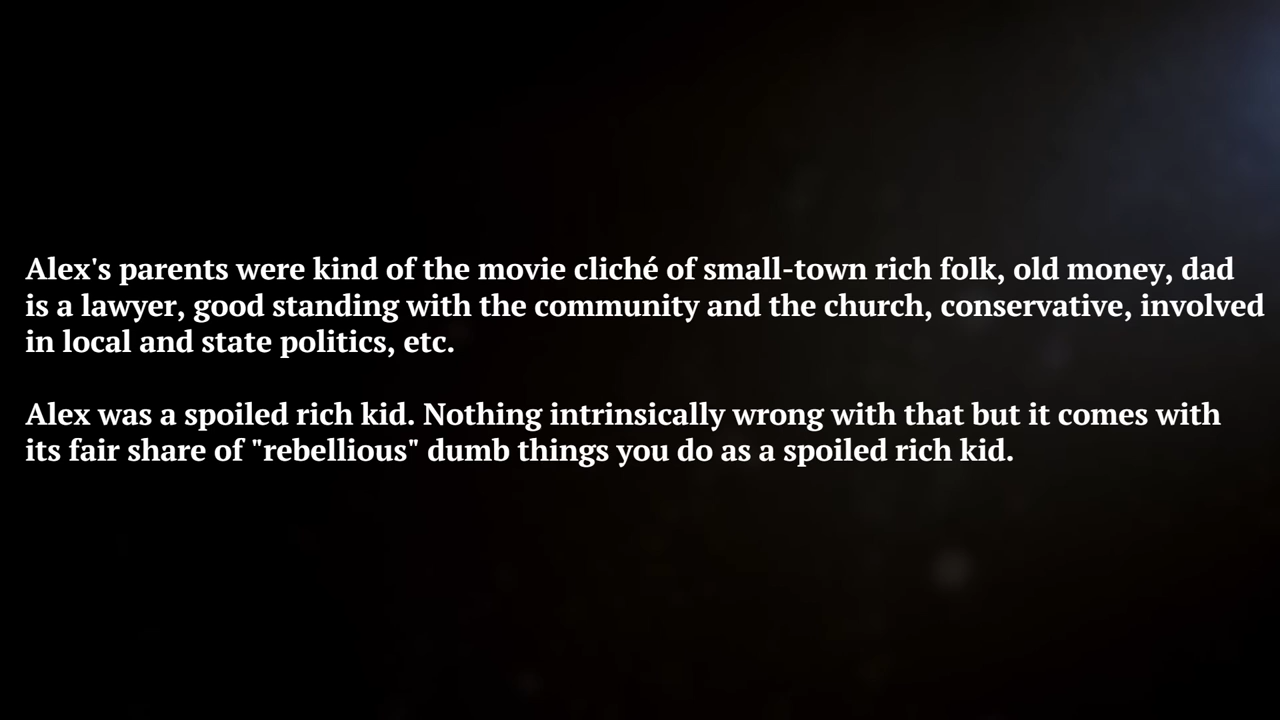 Alex's parents were kind of the movie cliché of small-town rich folk, old money, dad
is a lawyer, good standing with the community and the church, conservative, involved
in local and state politics, etc.
Alex was a spoiled rich kid. Nothing intrinsically wrong with that but it comes with
its fair share of "rebellious" dumb things you do as a spoiled rich kid.